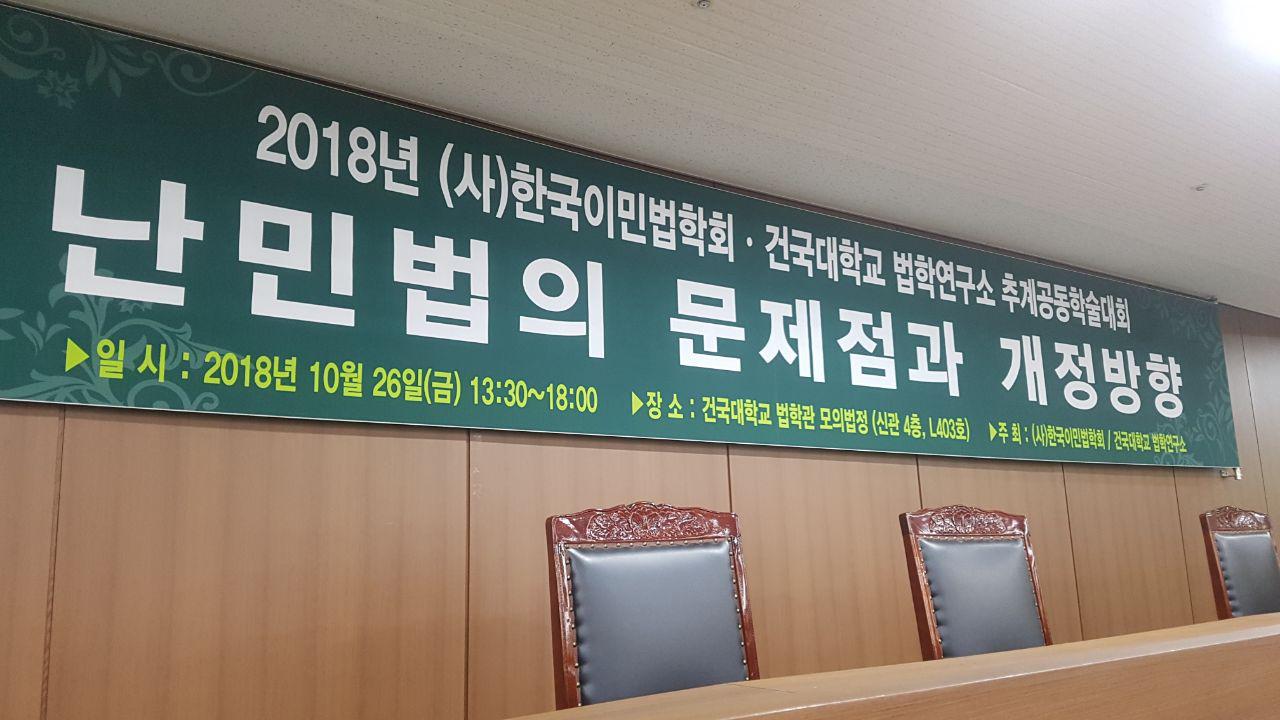 2018년 (사)한국이민법학회 · 건국대학교 법학연구소 추계공동학술대회
난민법의 문제점과 개정방향
▶일 시 : 2018년 10월 26일(금) 13:30~18:00 ▶장 소 : 건국대학교 법학관 모의법정 (신관 4층, L403호) ▶주 최 : (사)한국이민법학회 / 건국대학교 법학연구소